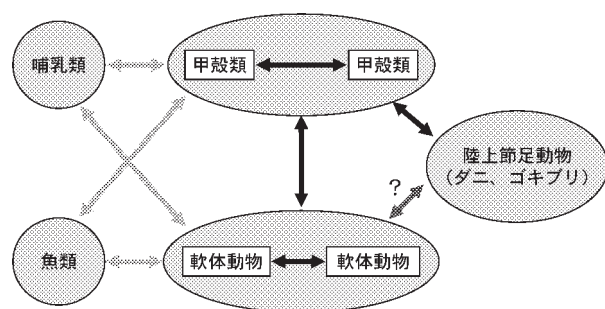 哺乳類
甲殻類
甲殻類
陸上節足動物
（ダニ、ゴキブリ）
?
魚類
軟体動物
軟体動物